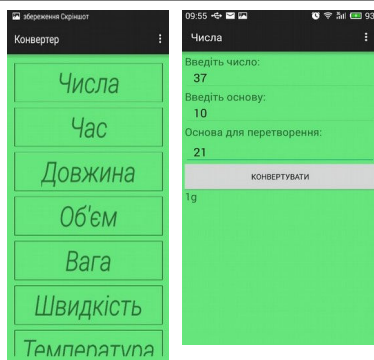 збереження Скріншот
Конвертер
Числа
Час
Довжина
Об'єм
Вага
Швидкість
Температура
09:55
93
Числа
Введіть число:
37
Введіть основу:
10
Основа для перетворення:
21
КОНВЕРТУВАТИ
1g